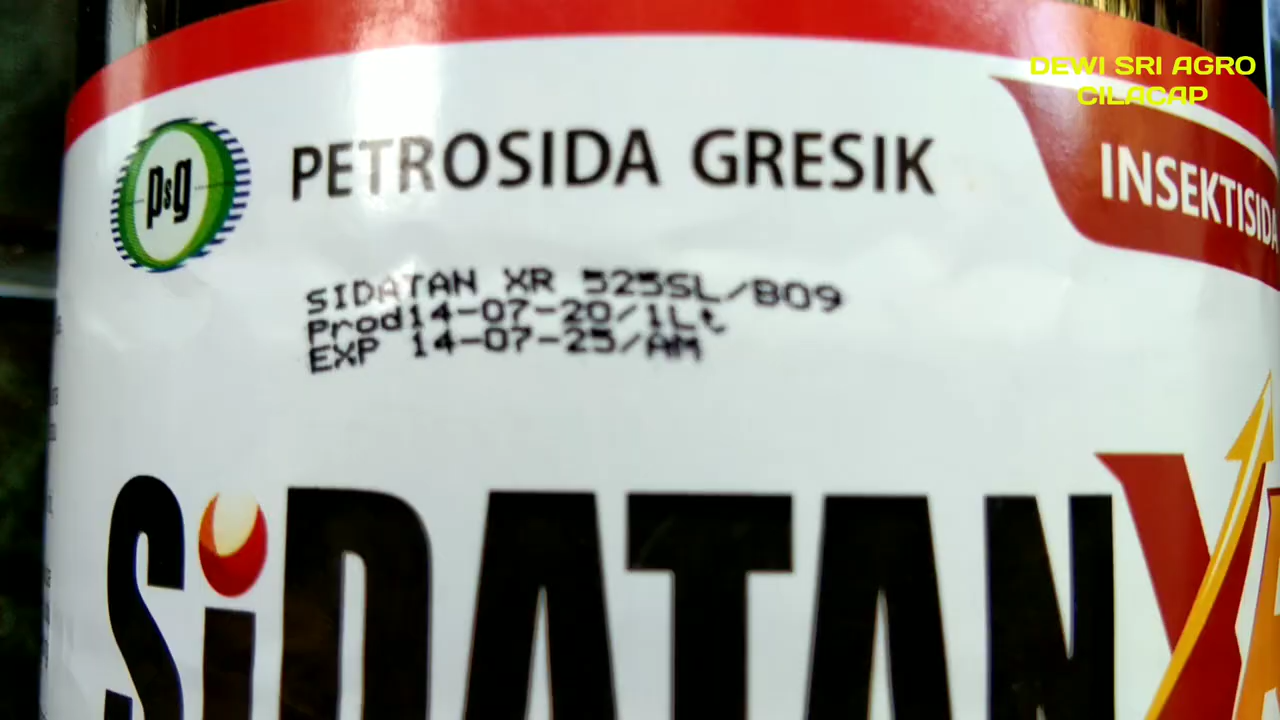 DEWI SRI AGRO
CILACAP
psg
PETROSIDA GRESIK
INSEKTISIDA
SIDATAN XR 525SL/B09
Prod14-07-20/1Lt
EXP 14-07-25/AM
SiDATAN X